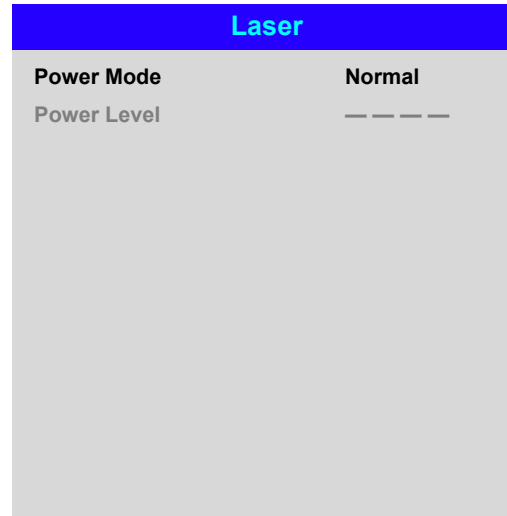 Laser
Power Mode Normal
Power Level — — — —